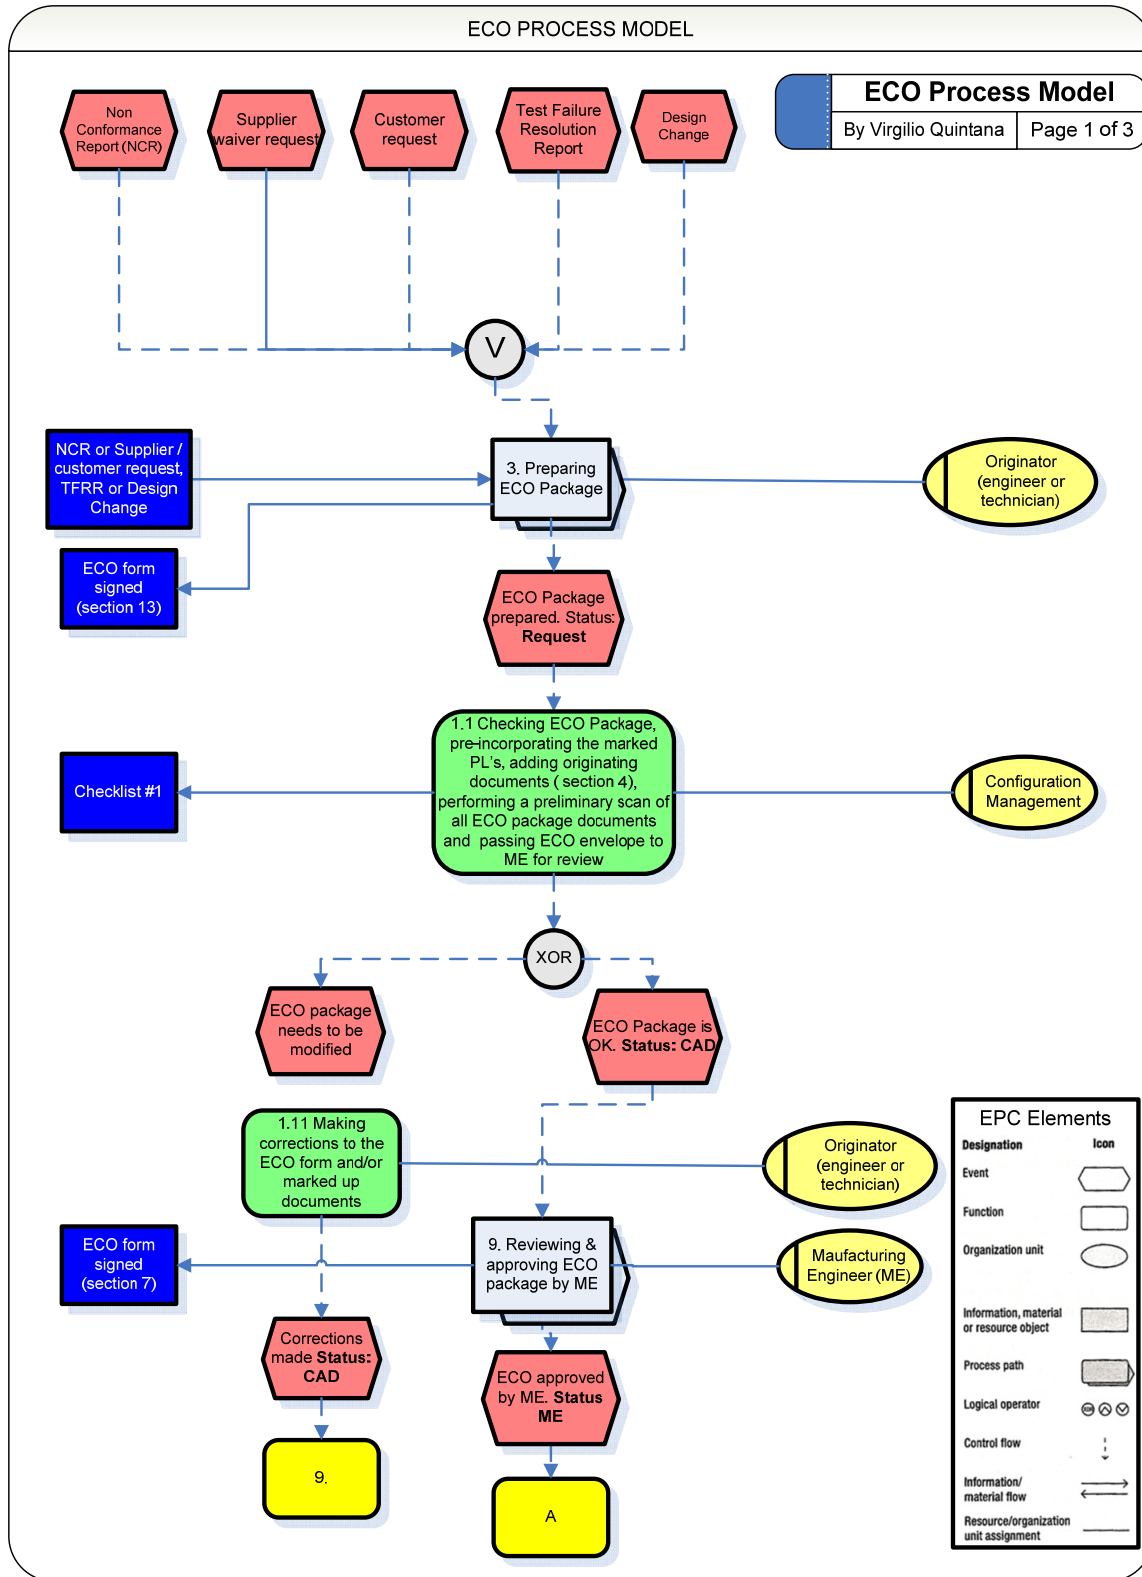 ECO PROCESS MODEL
ECO Process Model
By Virgilio Quintana
Page 1 of 3
Non
Conformance
Report (NCR)
Supplier
waiver request
Customer
request
Test Failure
Resolution
Report
Design
Change
V
NCR or Supplier /
customer request,
TFRR or Design
Change
3. Preparing
ECO Package
Originator
(engineer or
technician)
ECO form
signed
(section 13)
ECO Package
prepared. Status:
Request
1.1 Checking ECO Package,
pre-incorporating the marked
PL's, adding originating
documents ( section 4),
performing a preliminary scan of
all ECO package documents
and passing ECO envelope to
ME for review
Checklist #1
Configuration
Management
XOR
ECO package
needs to be
modified
ECO Package is
OK. Status: CAD
1.11 Making
corrections to the
ECO form and/or
marked up
documents
Originator
(engineer or
technician)
ECO form
signed
(section 7)
9. Reviewing &
approving ECO
package by ME
Maufacturing
Engineer (ME)
Corrections
made Status:
CAD
ECO approved
by ME. Status
ME
9.
A
EPC Elements
Designation Icon
Event
Function
Organization unit
Information, material
or resource object
Process path
Logical operator
Control flow
Information/
material flow
Resource/organization
unit assignment